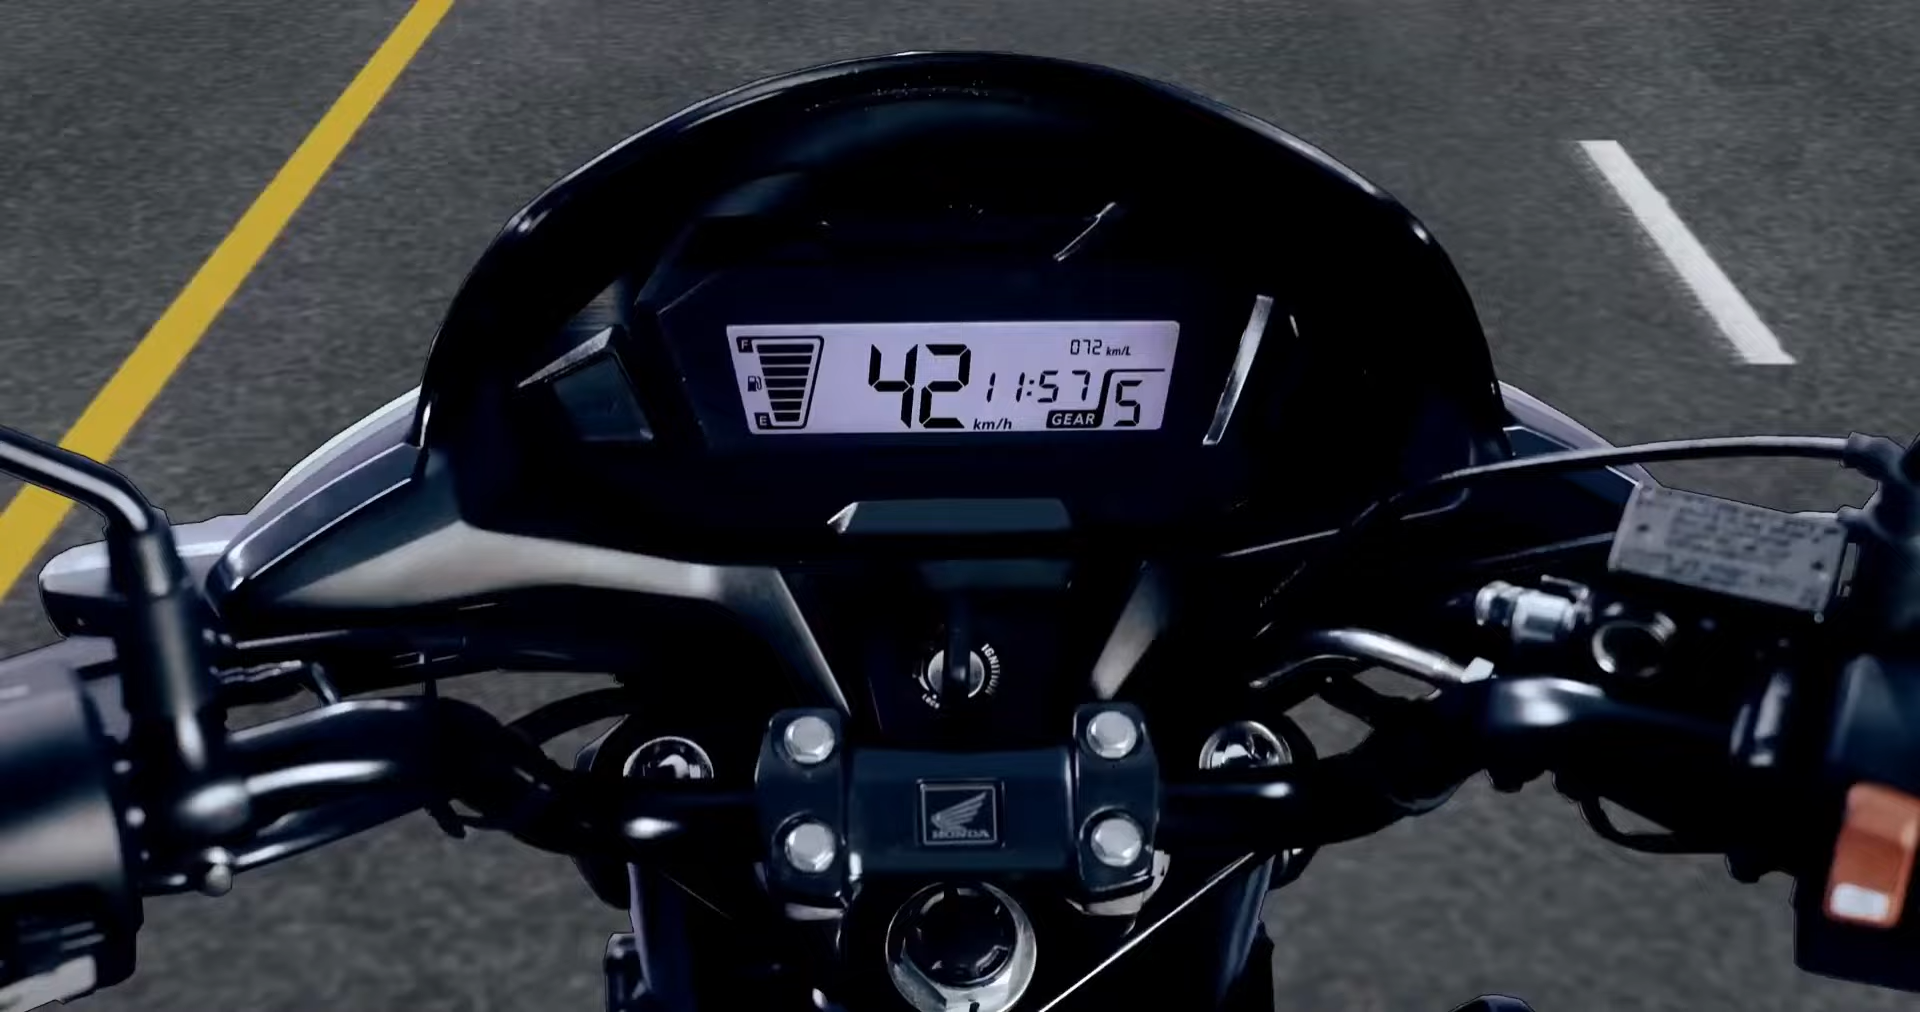 F
072 km/L
42 km/h
11:57
E
GEAR 5
IGNITION
LOCK
HONDA